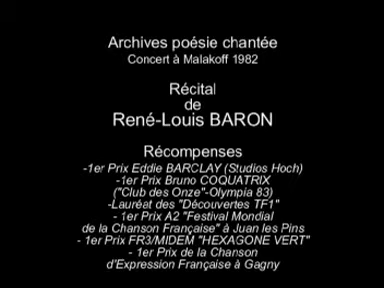 Archives poésie chantée
Concert à Malakoff 1982
Récital
de
René-Louis BARON
Récompenses
-1er Prix Eddie BARCLAY (Studios Hoch)
-1er Prix Bruno COQUATRIX
("Club des Onze"-Olympia 83)
-Lauréat des "Découvertes TF1"
- 1er Prix A2 "Festival Mondial
de la Chanson Française" à Juan les Pins
- 1er Prix FR3/MIDEM "HEXAGONE VERT"
- 1er Prix de la Chanson
d'Expression Française à Gagny